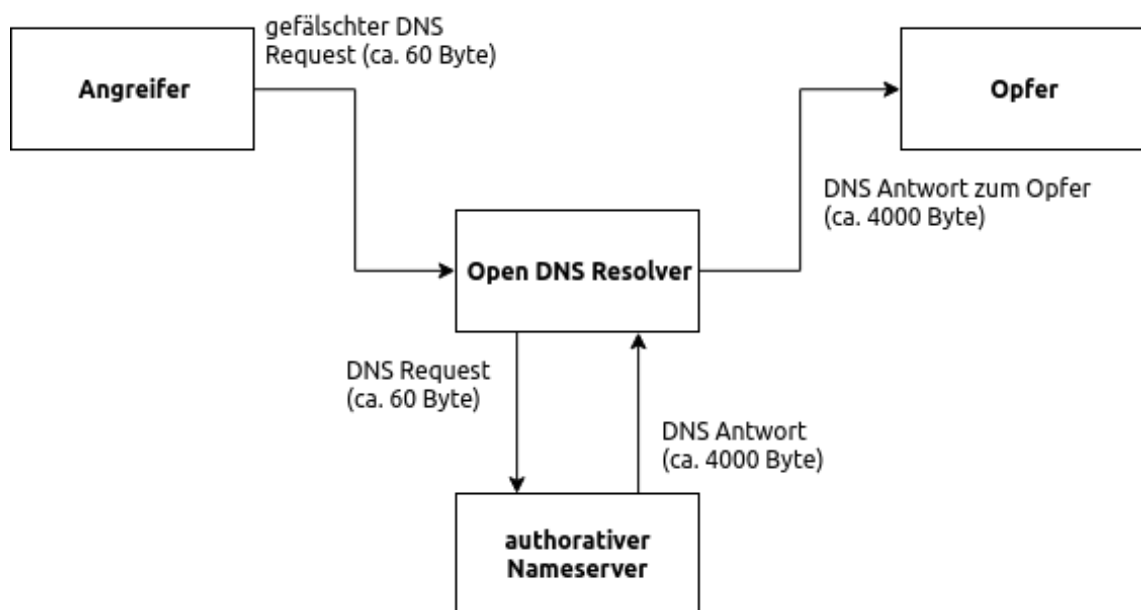 gefälschter DNS
Request (ca. 60 Byte)
Angreifer
Opfer
DNS Antwort zum Opfer
(ca. 4000 Byte)
Open DNS Resolver
DNS Request
(ca. 60 Byte)
DNS Antwort
(ca. 4000 Byte)
authorativer
Nameserver